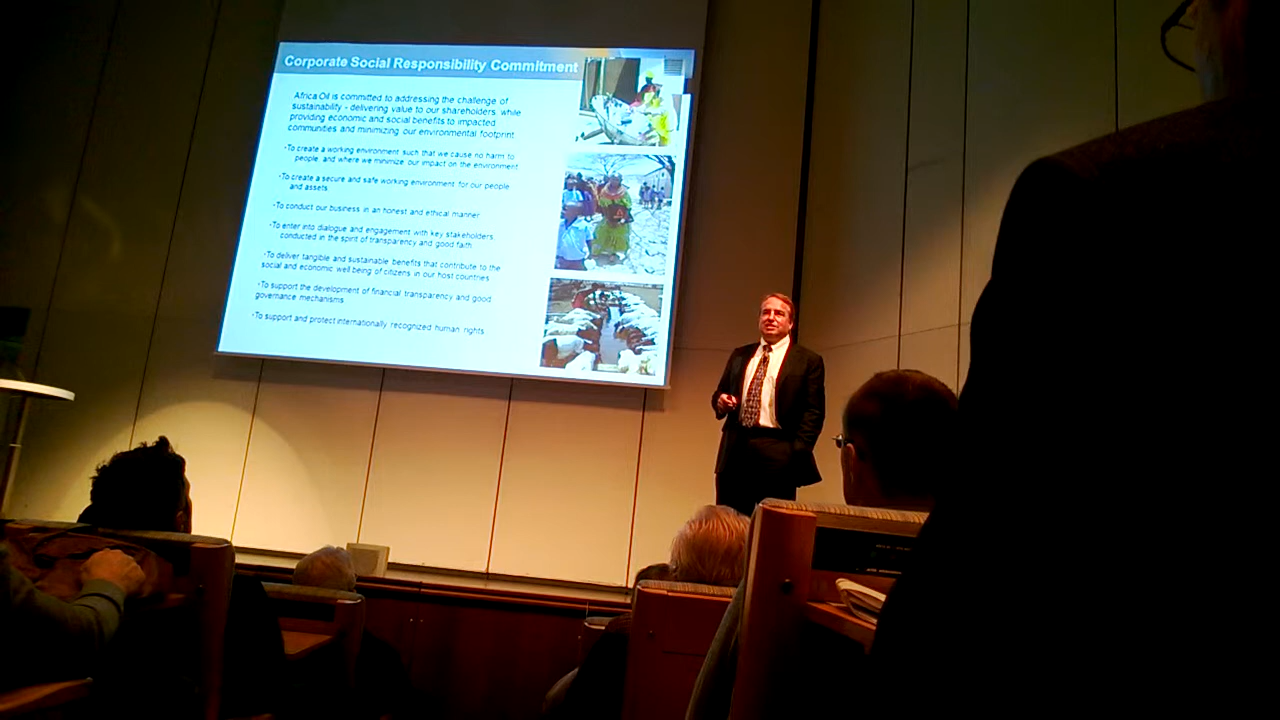 Corporate Social Responsibility Commitment
Africa Oil is committed to addressing the challenge of
sustainability - delivering value to our shareholders, while
providing economic and social benefits to impacted
communities and minimizing our environmental footprint.
•To create a working environment such that we cause no harm to
people, and where we minimize our impact on the environment
•To create a secure and safe working environment for our people
and assets
•To conduct our business in an honest and ethical manner
•To enter into dialogue and engagement with key stakeholders,
conducted in the spirit of transparency and good faith
•To deliver tangible and sustainable benefits that contribute to the
social and economic well being of citizens in our host countries
•To support the development of financial transparency and good
governance mechanisms
•To support and protect internationally recognized human rights